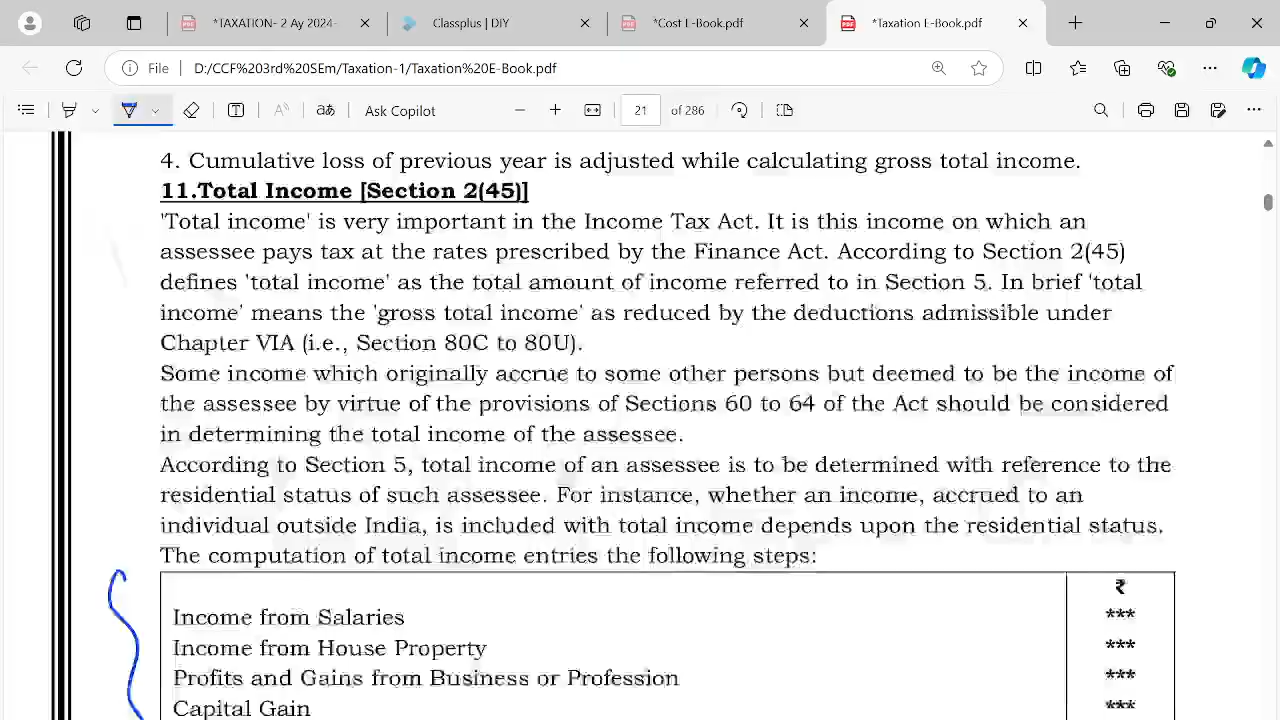 *TAXATION- 2 Ay 2024-
Classplus | DIY
*Cost E-Book.pdf
*Taxation E-Book.pdf
File | D:/CCF%203rd%20SEm/Taxation-1/Taxation%20E-Book.pdf
Ask Copilot
21 of 286
4. Cumulative loss of previous year is adjusted while calculating gross total income.
11.Total Income [Section 2(45)]
'Total income' is very important in the Income Tax Act. It is this income on which an
assessee pays tax at the rates prescribed by the Finance Act. According to Section 2(45)
defines 'total income' as the total amount of income referred to in Section 5. In brief 'total
income' means the 'gross total income' as reduced by the deductions admissible under
Chapter VIA (i.e., Section 80C to 80U).
Some income which originally accrue to some other persons but deemed to be the income of
the assessee by virtue of the provisions of Sections 60 to 64 of the Act should be considered
in determining the total income of the assessee.
According to Section 5, total income of an assessee is to be determined with reference to the
residential status of such assessee. For instance, whether an income, accrued to an
individual outside India, is included with total income depends upon the residential status.
The computation of total income entries the following steps:
₹
Income from Salaries ***
Income from House Property ***
Profits and Gains from Business or Profession ***
Capital Gain ***